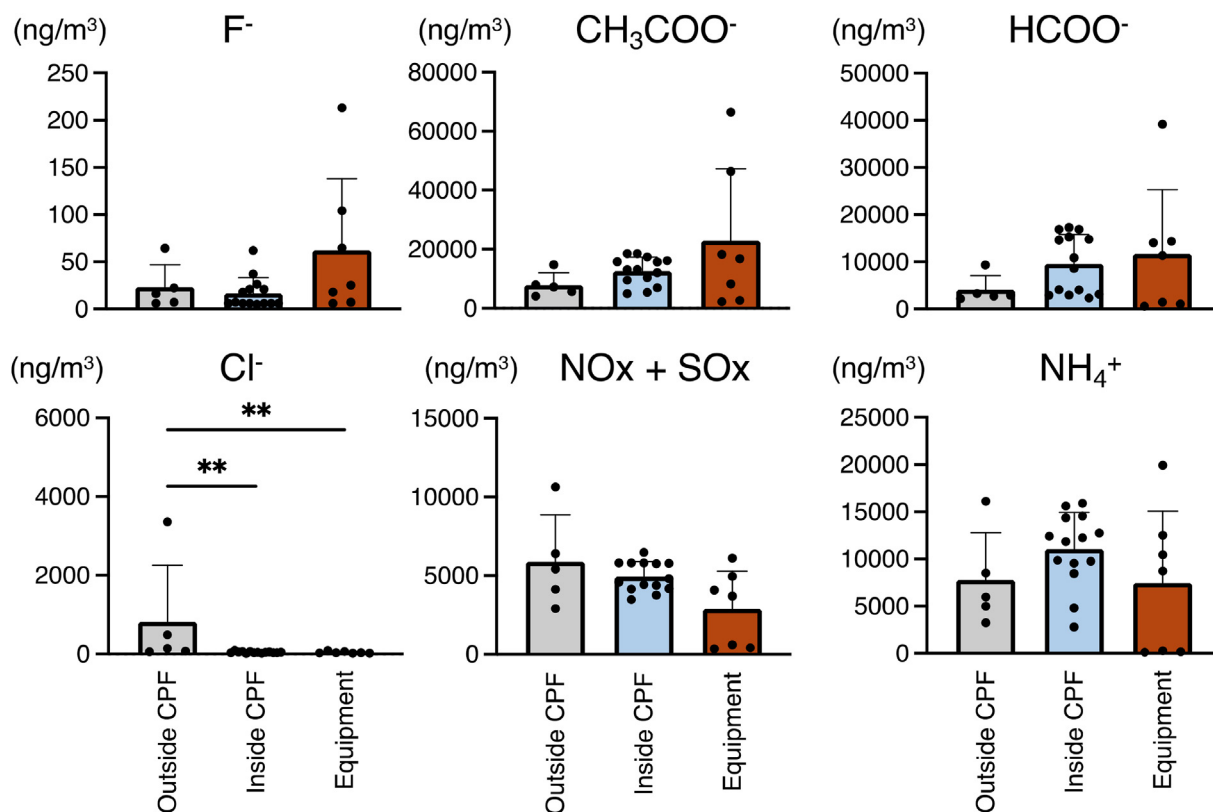 (ng/m³) F⁻
250
200
150
100
50
0
(ng/m³) CH₃COO⁻
80000
60000
40000
20000
0
(ng/m³) HCOO⁻
50000
40000
30000
20000
10000
0
(ng/m³) Cl⁻
6000
4000
2000
0
**
**
Outside CPF
Inside CPF
Equipment
(ng/m³) NOx + SOx
15000
10000
5000
0
Outside CPF
Inside CPF
Equipment
(ng/m³) NH₄⁺
25000
20000
15000
10000
5000
0
Outside CPF
Inside CPF
Equipment